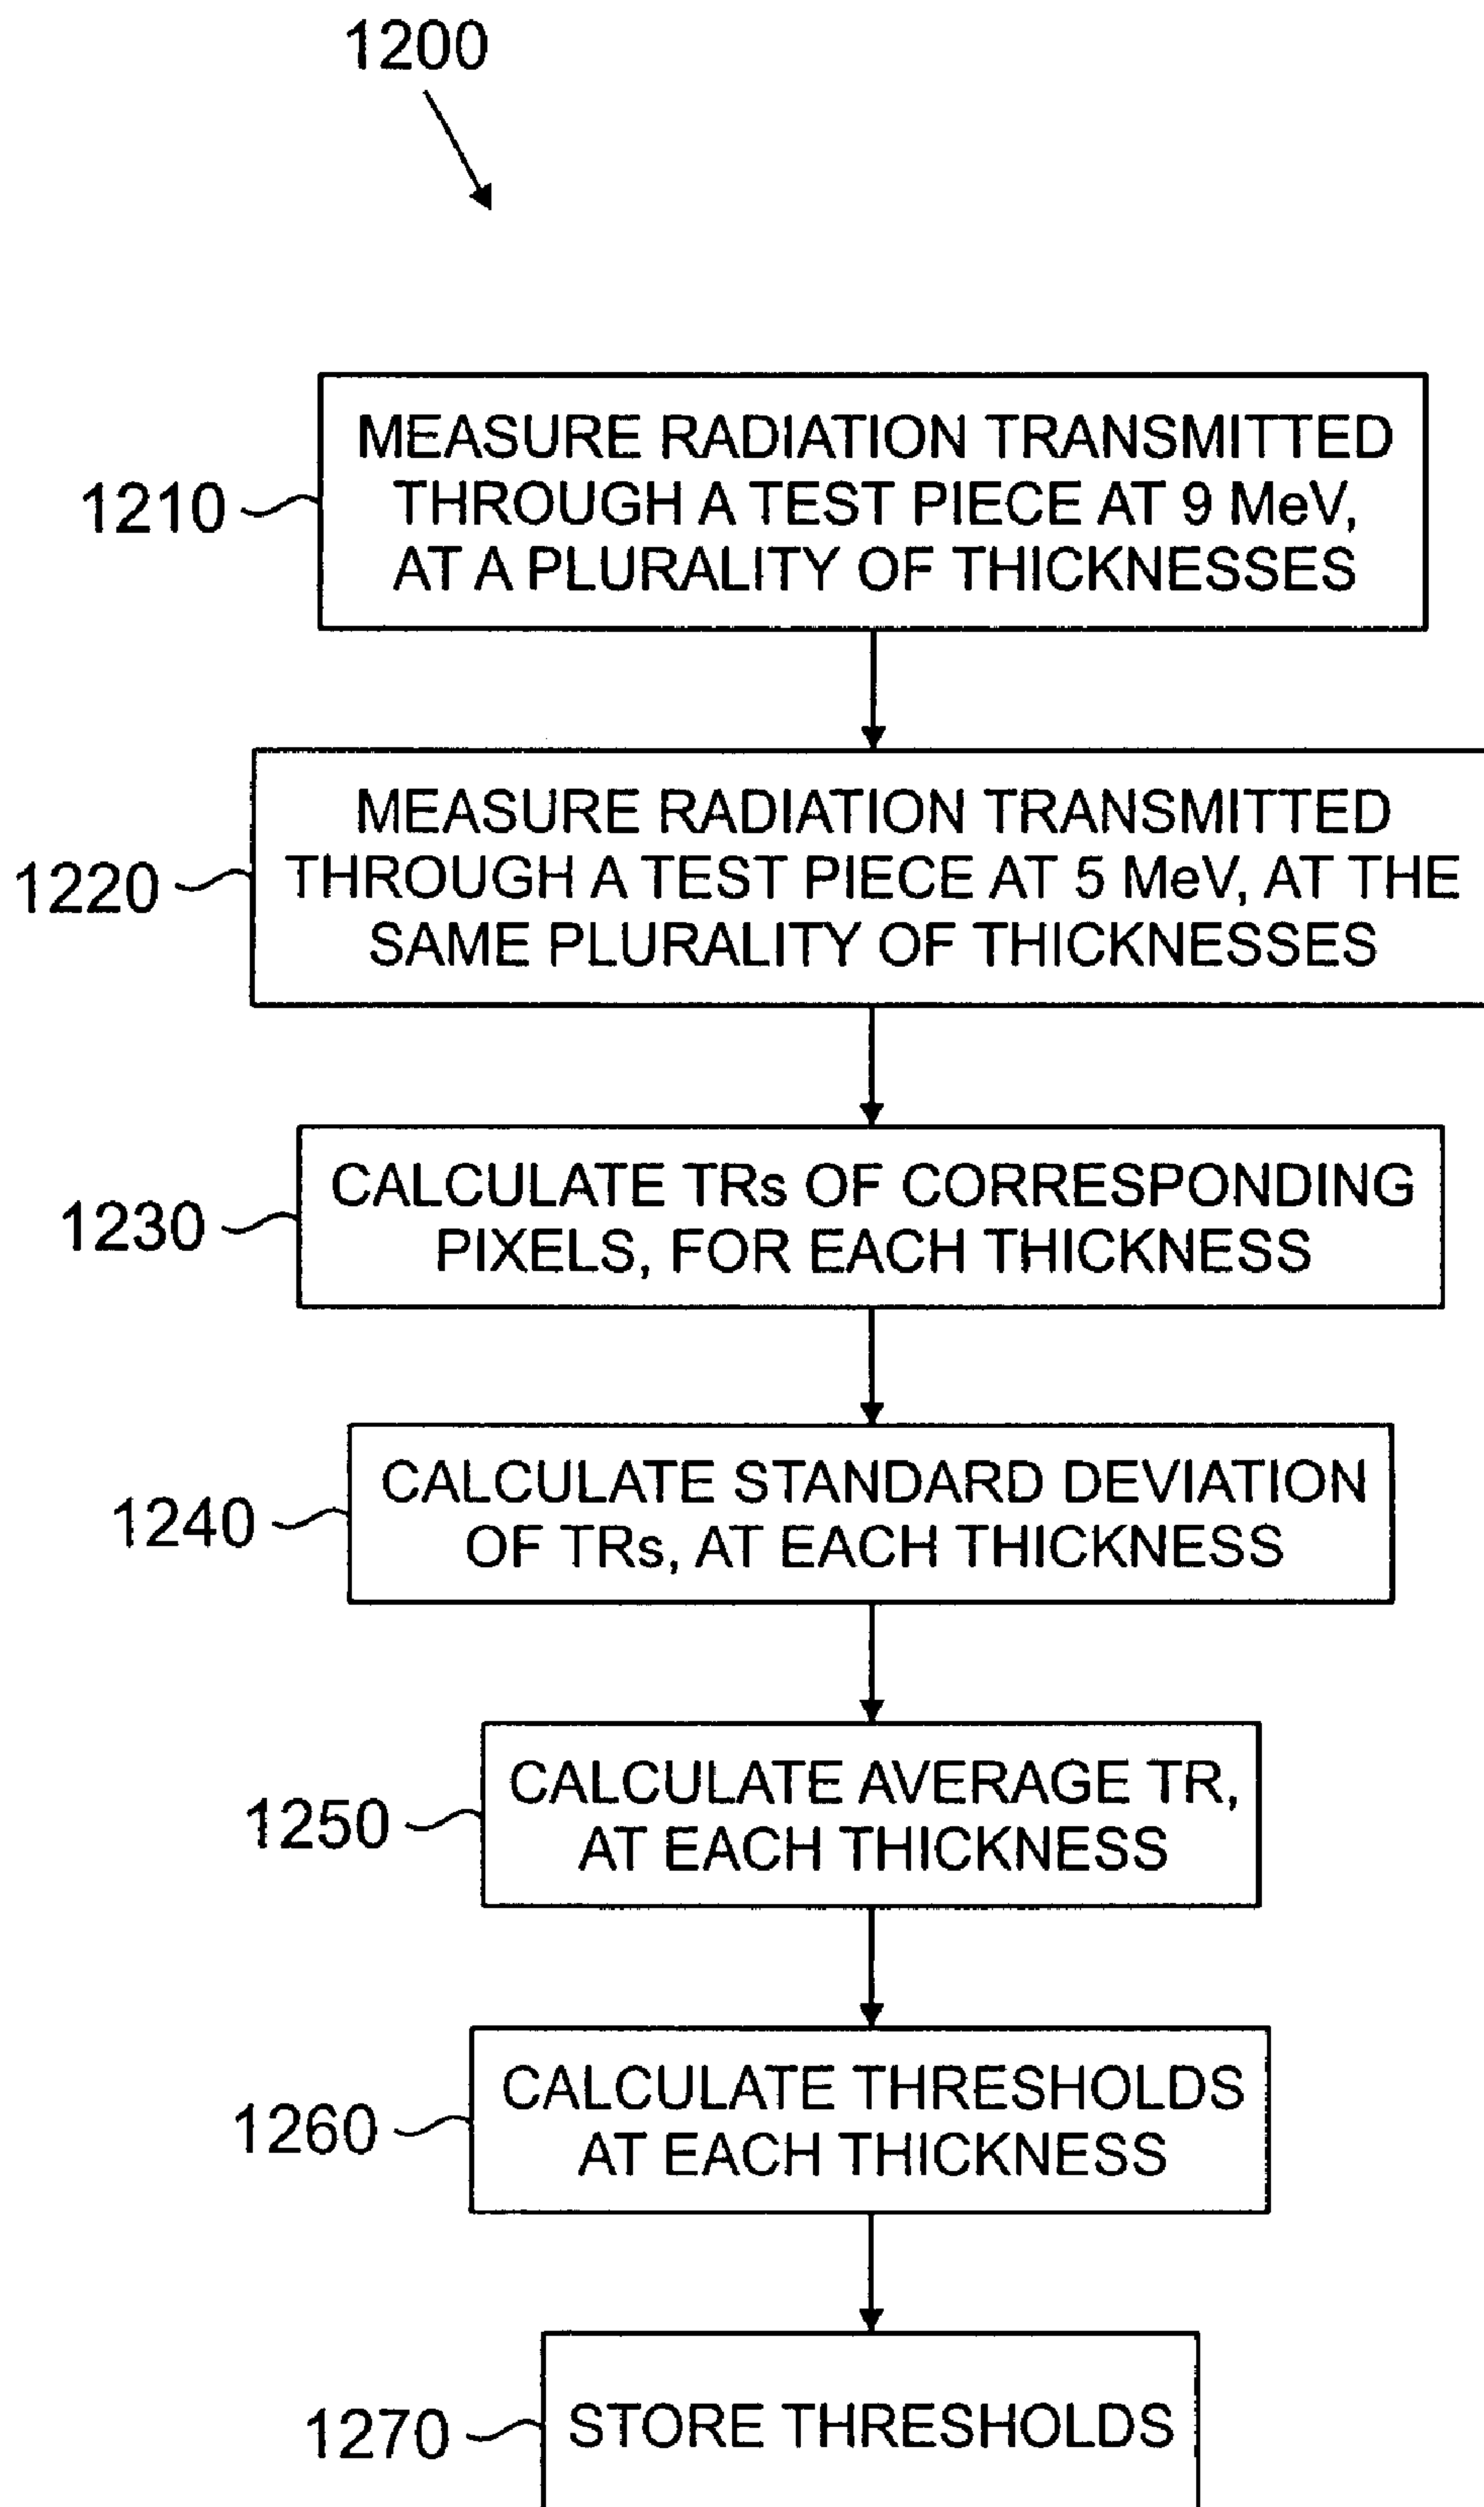 1200
MEASURE RADIATION TRANSMITTED
THROUGH A TEST PIECE AT 9 MeV,
AT A PLURALITY OF THICKNESSES
1210
MEASURE RADIATION TRANSMITTED
THROUGH A TEST PIECE AT 5 MeV, AT THE
SAME PLURALITY OF THICKNESSES
1220
CALCULATE TRs OF CORRESPONDING
PIXELS, FOR EACH THICKNESS
1230
CALCULATE STANDARD DEVIATION
OF TRs, AT EACH THICKNESS
1240
CALCULATE AVERAGE TR,
AT EACH THICKNESS
1250
CALCULATE THRESHOLDS
AT EACH THICKNESS
1260
STORE THRESHOLDS
1270